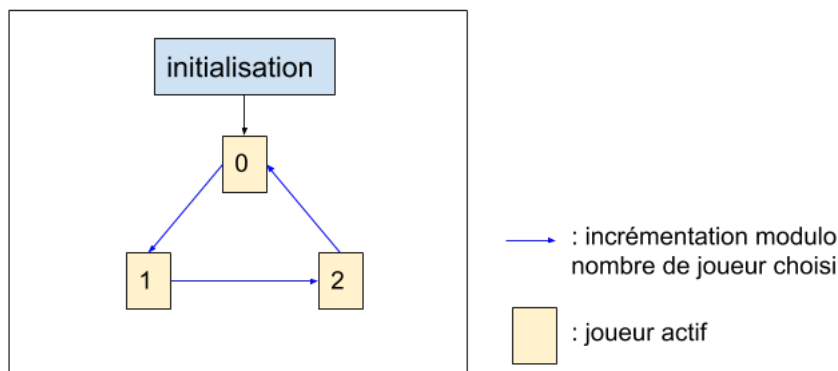 initialisation
0
1
2
: incrémentation modulo
nombre de joueur choisi
: joueur actif